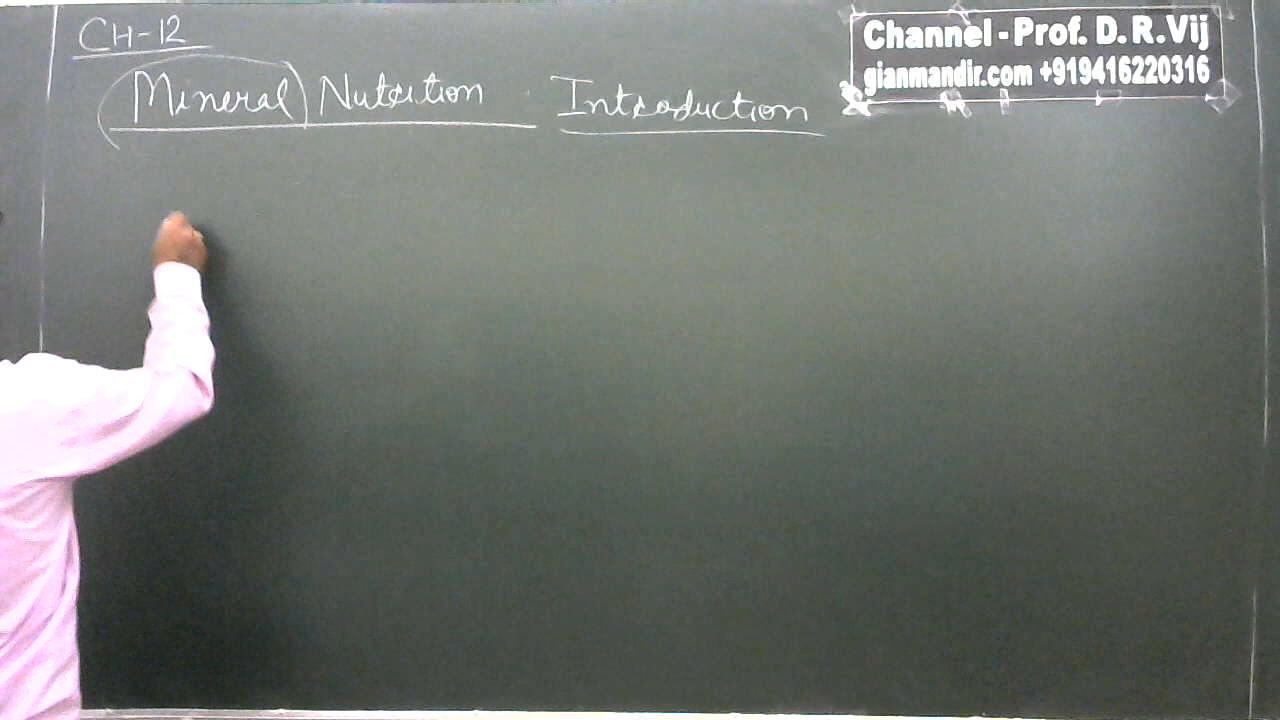 CH-12
Mineral Nutrition Introduction
Channel - Prof. D. R. Vij
gianmandir.com +919416220316